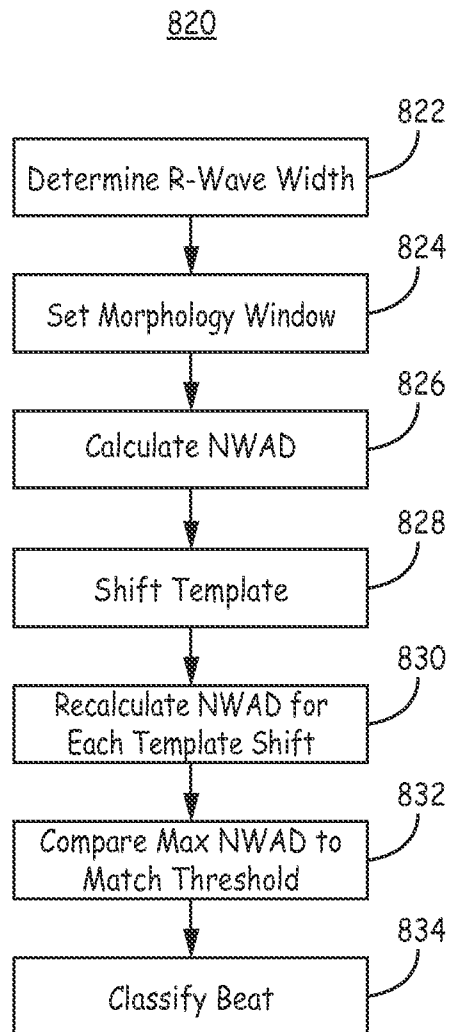 820
822
Determine R-Wave Width
824
Set Morphology Window
826
Calculate NWAD
828
Shift Template
830
Recalculate NWAD for
Each Template Shift
832
Compare Max NWAD to
Match Threshold
834
Classify Beat